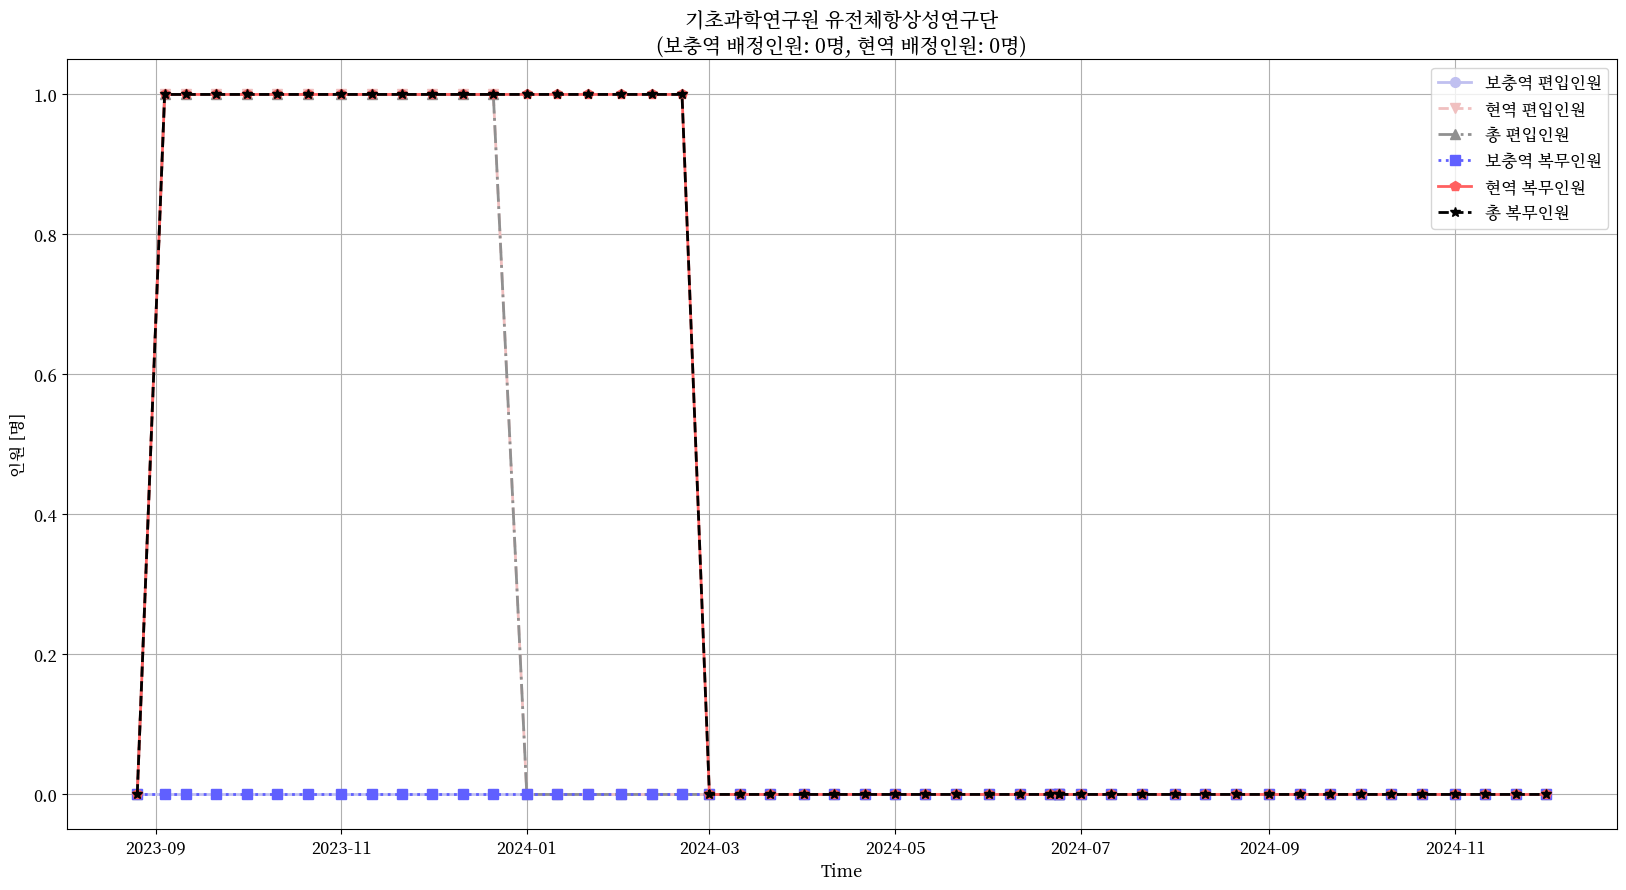 기초과학연구원 유전체항상성연구단
(보충역 배정인원: 0명, 현역 배정인원: 0명)
보충역 편입인원
현역 편입인원
총 편입인원
보충역 복무인원
현역 복무인원
총 복무인원
인원 [명]
1.0
0.8
0.6
0.4
0.2
0.0
2023-09
2023-11
2024-01
2024-03
2024-05
2024-07
2024-09
2024-11
Time